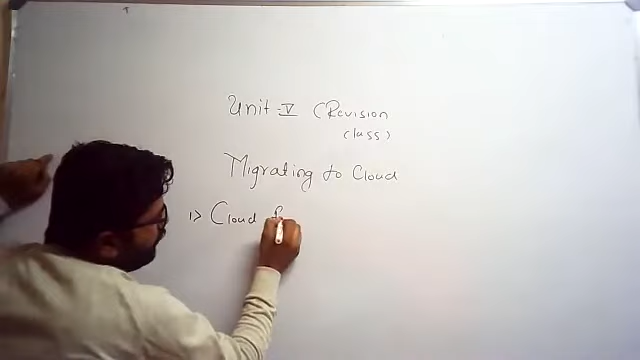 Unit-V (Revision
Class)
Migrating to Cloud
1> Cloud f